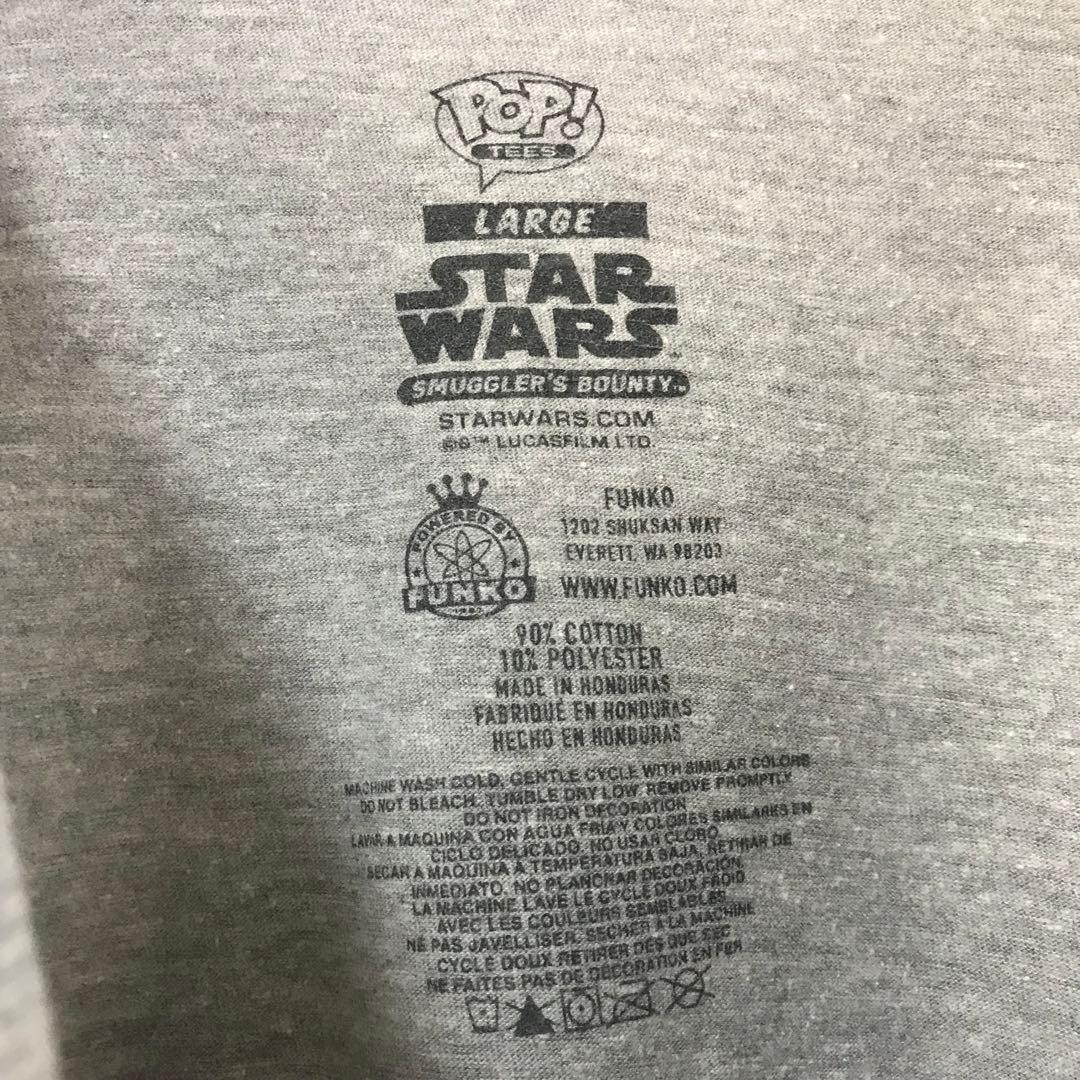 POP!
TEES
LARGE
STAR
WARS™
SMUGGLER'S BOUNTY™
STARWARS.COM
©&™ LUCASFILM LTD.
POWERED BY
FUNKO
FUNKO
1202 SHUKSAN WAY
EVERETT, WA 98203
WWW.FUNKO.COM
90% COTTON
10% POLYESTER
MADE IN HONDURAS
FABRIQUÉ EN HONDURAS
HECHO EN HONDURAS
MACHINE WASH COLD, GENTLE CYCLE WITH SIMILAR COLORS
DO NOT BLEACH. TUMBLE DRY LOW. REMOVE PROMPTLY
DO NOT IRON DECORATION
LAVAR A MAQUINA CON AGUA FRIA Y COLORES SIMILARES EN
CICLO DELICADO. NO USAR CLORO.
SECAR A MAQUINA A TEMPERATURA BAJA, RETIRAR DE
INMEDIATO. NO PLANCHAR DECORACIÓN.
LA MACHINE LAVE LE CYCLE DOUX FROID
AVEC LES COULEURS SEMBLABLES
NE PAS JAVELLISER. SECHER A LA MACHINE
CYCLE DOUX RETIRER DES QUE SEC
NE FAITES PAS DE DECORATION EN FER